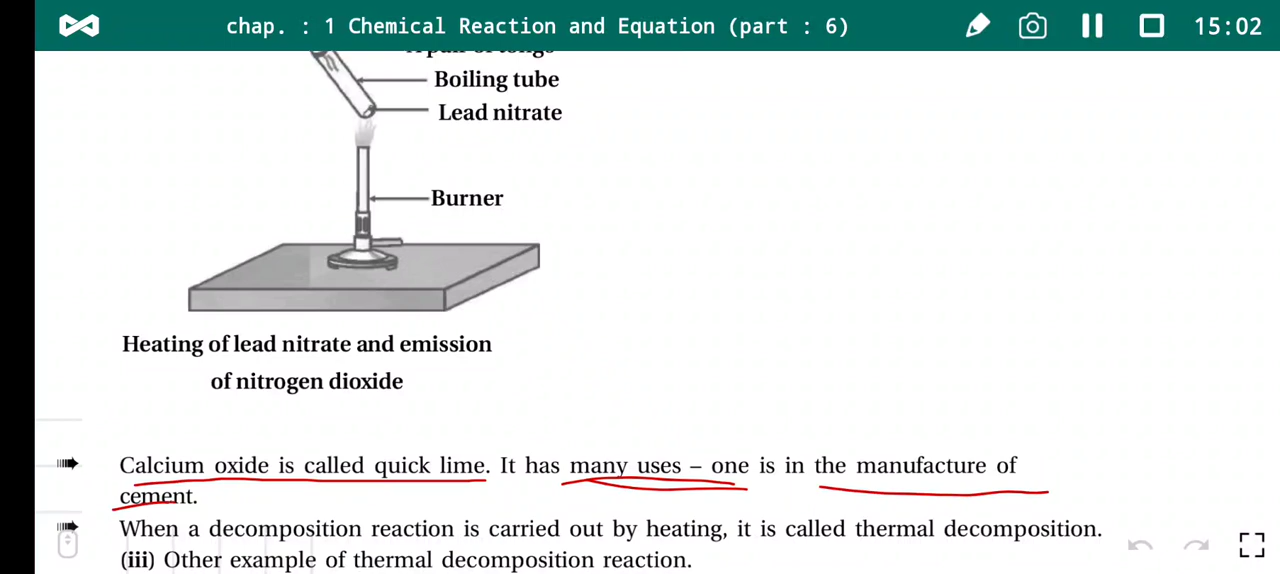 chap. : 1 Chemical Reaction and Equation (part : 6)
15:02
Boiling tube
Lead nitrate
Burner
Heating of lead nitrate and emission
of nitrogen dioxide
Calcium oxide is called quick lime. It has many uses – one is in the manufacture of
cement.
When a decomposition reaction is carried out by heating, it is called thermal decomposition.
(iii) Other example of thermal decomposition reaction.